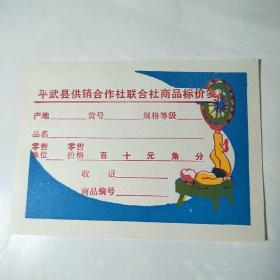 平武县供销合作社联合社商品标价签
产地 货号 规格等级
品名
零售 零售
单位 价格 百十元角分
收证
商品编号